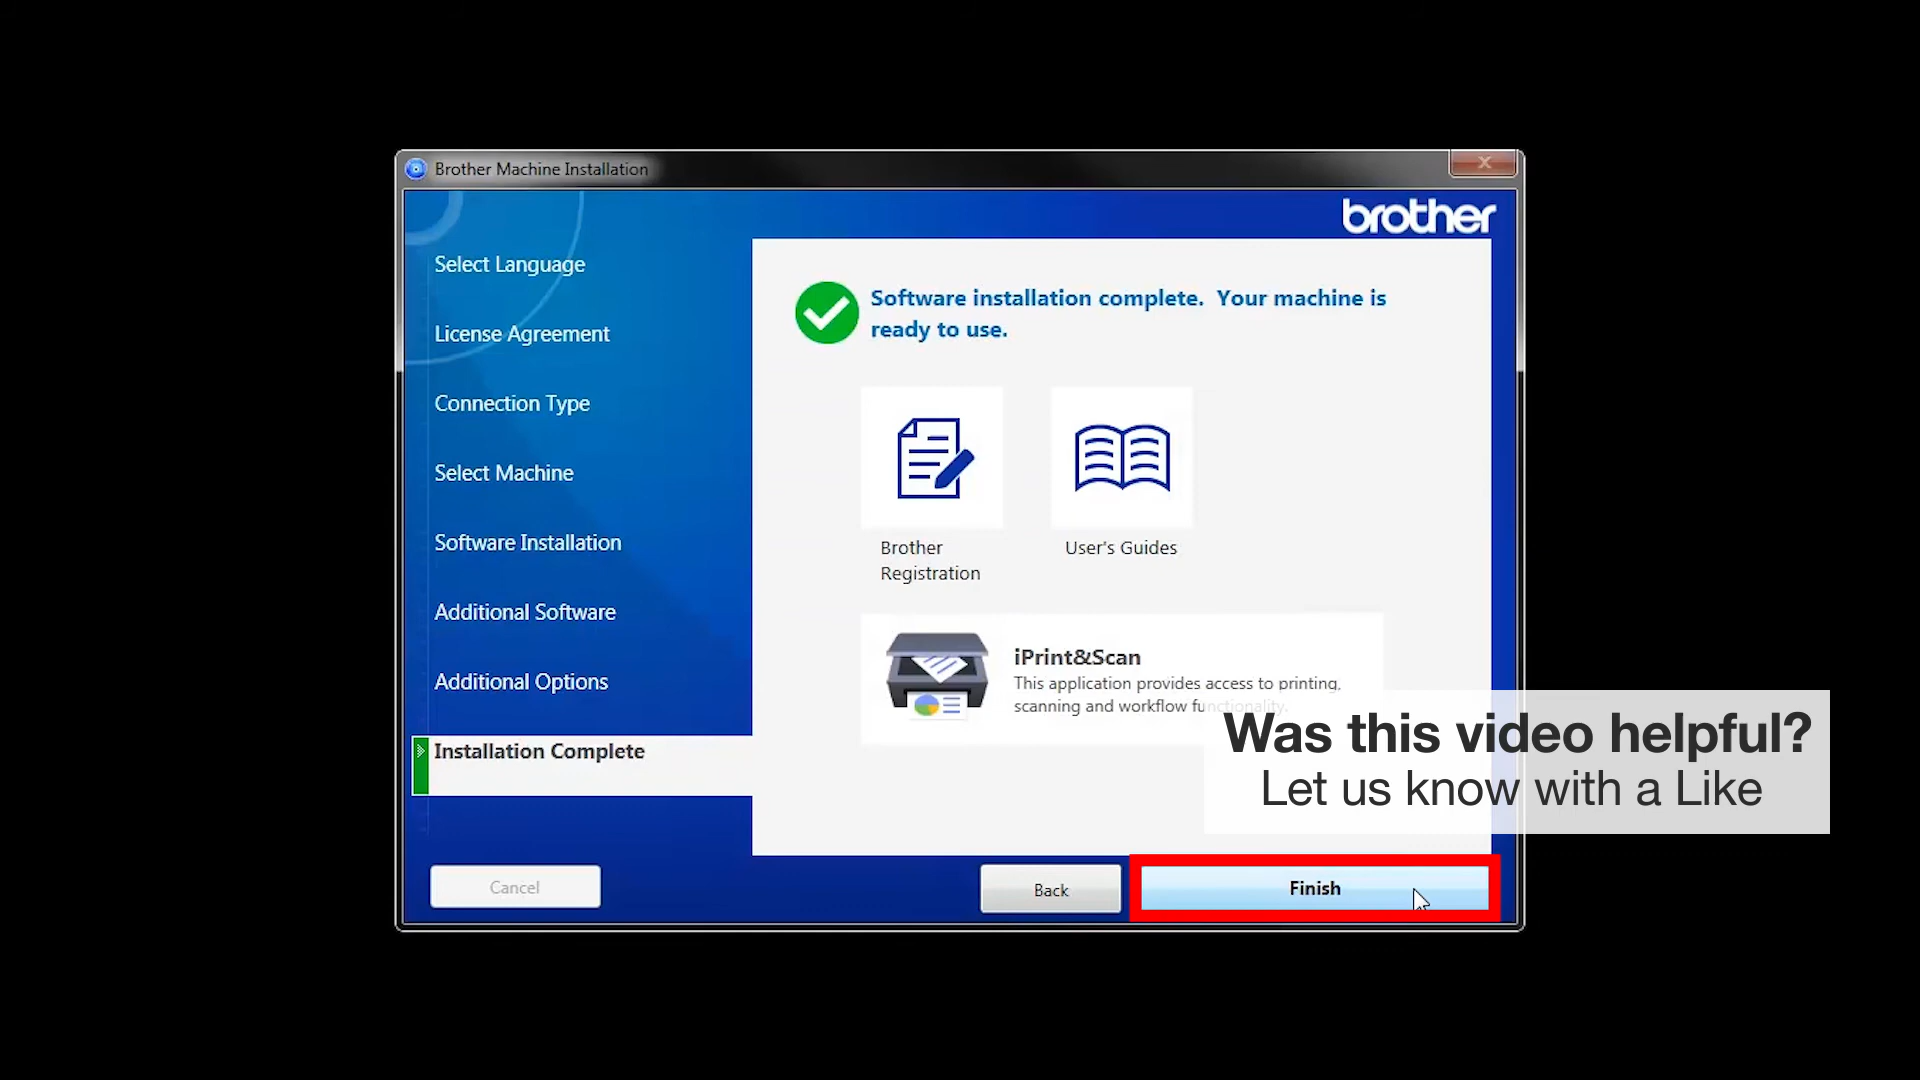 Brother Machine Installation
X
brother
Select Language
License Agreement
Connection Type
Select Machine
Software Installation
Additional Software
Additional Options
Installation Complete
Software installation complete. Your machine is
ready to use.
Brother
Registration
User's Guides
iPrint&Scan
This application provides access to printing,
scanning and workflow functionality.
Was this video helpful?
Let us know with a Like
Cancel
Back
Finish